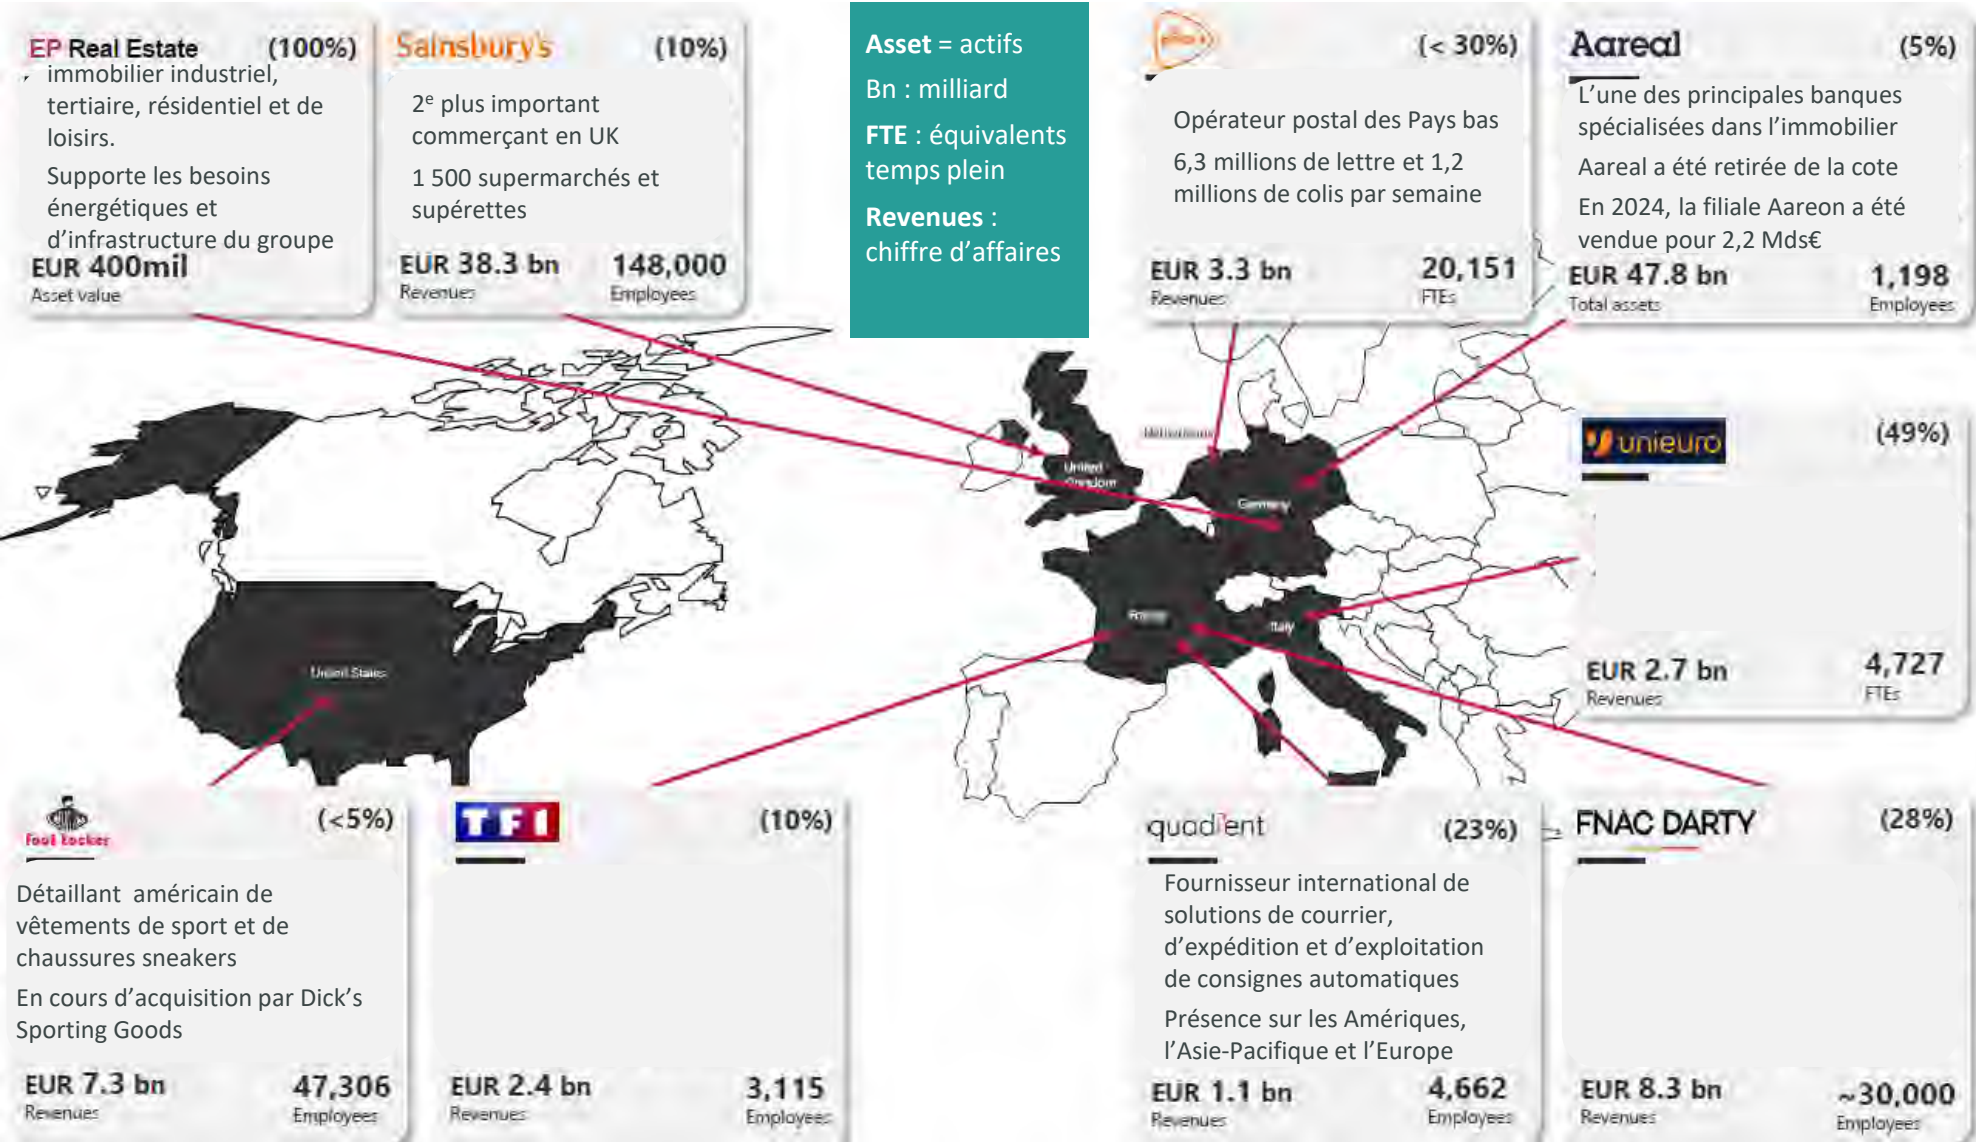 EP Real Estate (100%)
immobilier industriel,
tertiaire, résidentiel et de
loisirs.
Supporte les besoins
énergétiques et
d'infrastructure du groupe
EUR 400mil
Asset value
Sainsbury's (10%)
2e plus important
commerçant en UK
1 500 supermarchés et
supérettes
EUR 38.3 bn 148,000
Revenues Employees
Asset = actifs
Bn : milliard
FTE : équivalents
temps plein
Revenues :
chiffre d'affaires
(< 30%)
Opérateur postal des Pays bas
6,3 millions de lettre et 1,2
millions de colis par semaine
EUR 3.3 bn 20,151
Revenues FTEs
Aareal (5%)
L'une des principales banques
spécialisées dans l'immobilier
Aareal a été retirée de la cote
En 2024, la filiale Aareon a été
vendue pour 2,2 Mds€
EUR 47.8 bn 1,198
Total assets Employees
United
Kingdom
Germany
France
Italy
United States
unieuro (49%)
EUR 2.7 bn 4,727
Revenues FTEs
Foot Locker (<5%)
Détaillant américain de
vêtements de sport et de
chaussures sneakers
En cours d'acquisition par Dick's
Sporting Goods
EUR 7.3 bn 47,306
Revenues Employees
TF1 (10%)
EUR 2.4 bn 3,115
Revenues Employees
quadient (23%)
Fournisseur international de
solutions de courrier,
d'expédition et d'exploitation
de consignes automatiques
Présence sur les Amériques,
l'Asie-Pacifique et l'Europe
EUR 1.1 bn 4,662
Revenues Employees
FNAC DARTY (28%)
EUR 8.3 bn ~30,000
Revenues Employees